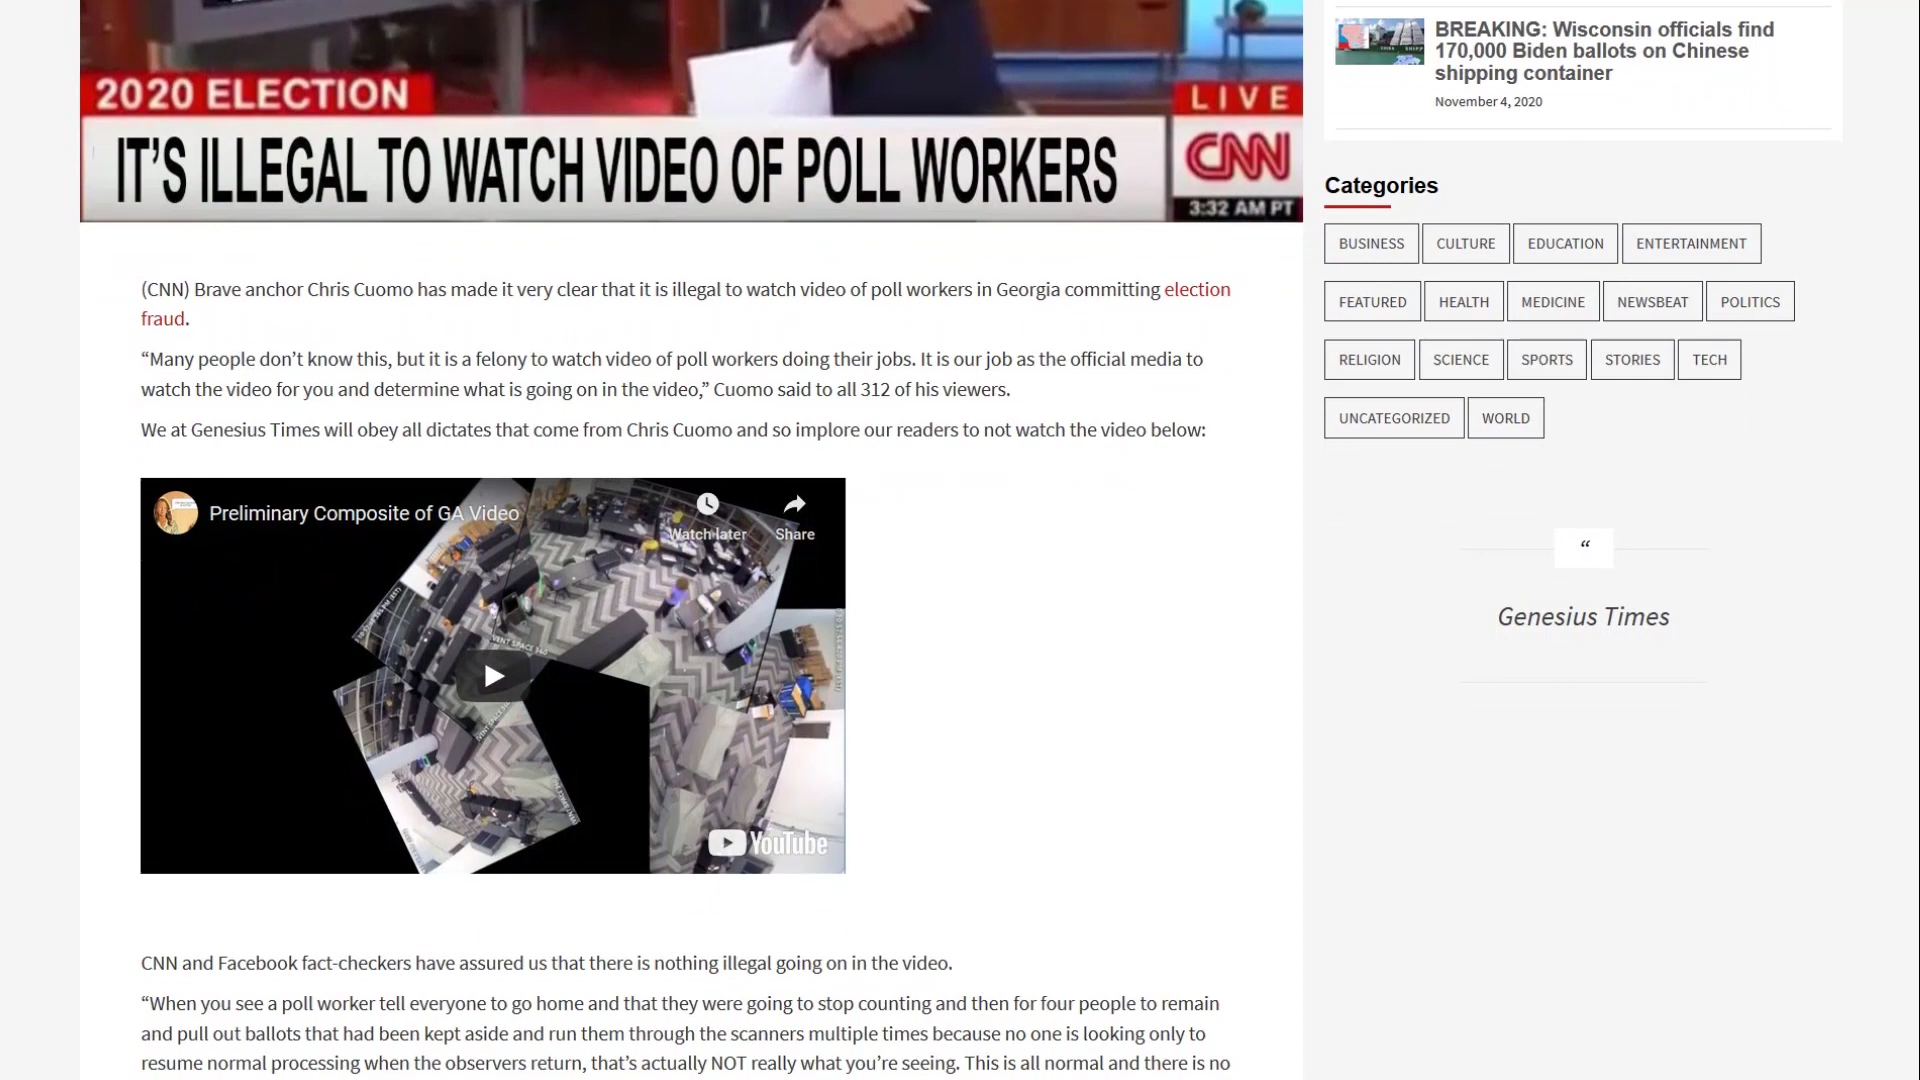 2020 ELECTION
LIVE
IT'S ILLEGAL TO WATCH VIDEO OF POLL WORKERS
CNN
3:32 AM PT
(CNN) Brave anchor Chris Cuomo has made it very clear that it is illegal to watch video of poll workers in Georgia committing election
fraud.
“Many people don’t know this, but it is a felony to watch video of poll workers doing their jobs. It is our job as the official media to
watch the video for you and determine what is going on in the video,” Cuomo said to all 312 of his viewers.
We at Genesius Times will obey all dictates that come from Chris Cuomo and so implore our readers to not watch the video below:
Preliminary Composite of GA Video
Watch later
Share
YouTube
CNN and Facebook fact-checkers have assured us that there is nothing illegal going on in the video.
“When you see a poll worker tell everyone to go home and that they were going to stop counting and then for four people to remain
and pull out ballots that had been kept aside and run them through the scanners multiple times because no one is looking only to
resume normal processing when the observers return, that’s actually NOT really what you’re seeing. This is all normal and there is no
BREAKING: Wisconsin officials find
170,000 Biden ballots on Chinese
shipping container
November 4, 2020
Categories
BUSINESS CULTURE EDUCATION ENTERTAINMENT
FEATURED HEALTH MEDICINE NEWSBEAT POLITICS
RELIGION SCIENCE SPORTS STORIES TECH
UNCATEGORIZED WORLD
“
Genesius Times